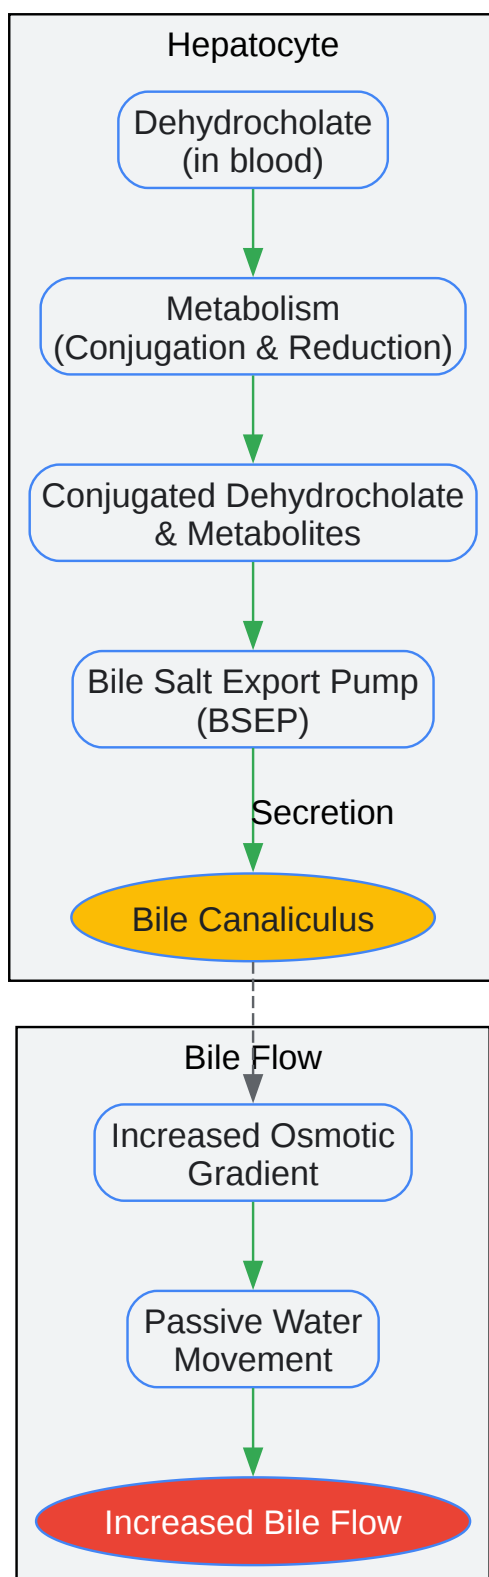 Hepatocyte
Dehydrocholate
(in blood)
Metabolism
(Conjugation & Reduction)
Conjugated Dehydrocholate
& Metabolites
Bile Salt Export Pump
(BSEP)
Secretion
Bile Canaliculus
Bile Flow
Increased Osmotic
Gradient
Passive Water
Movement
Increased Bile Flow